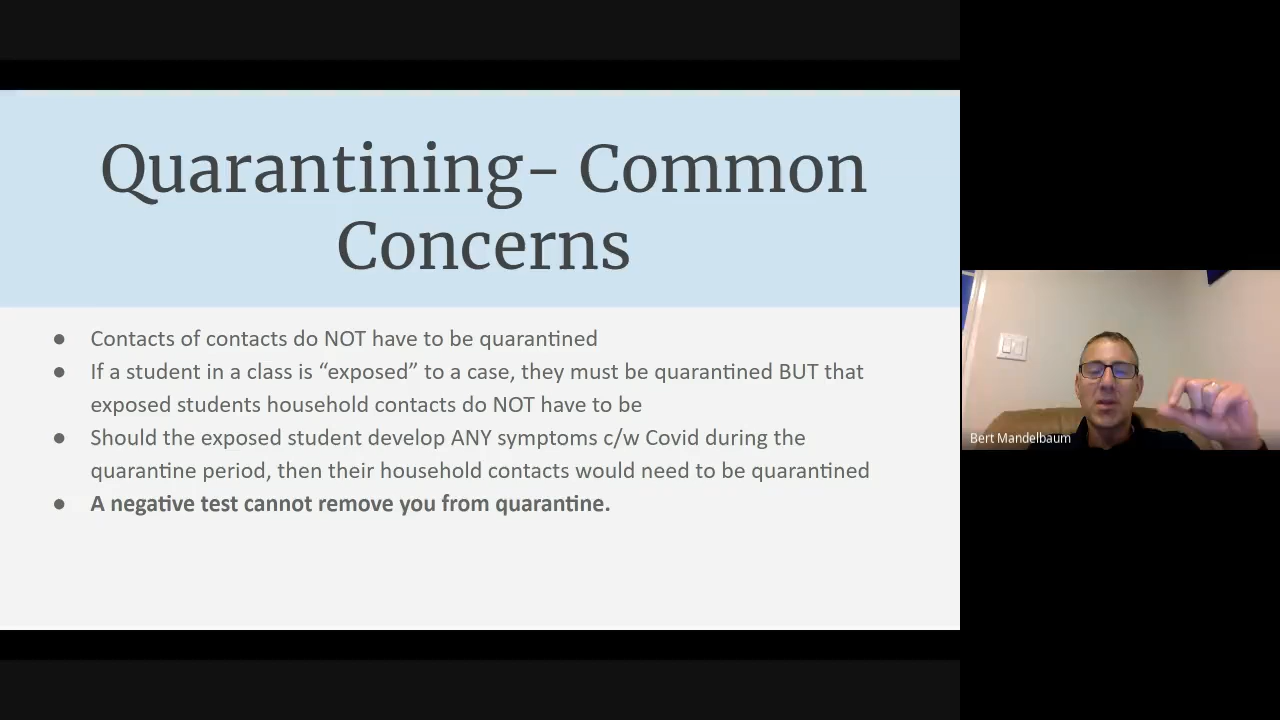 Quarantining- Common
Concerns
● Contacts of contacts do NOT have to be quarantined
● If a student in a class is “exposed” to a case, they must be quarantined BUT that
exposed students household contacts do NOT have to be
● Should the exposed student develop ANY symptoms c/w Covid during the
quarantine period, then their household contacts would need to be quarantined
● A negative test cannot remove you from quarantine.
Bert Mandelbaum